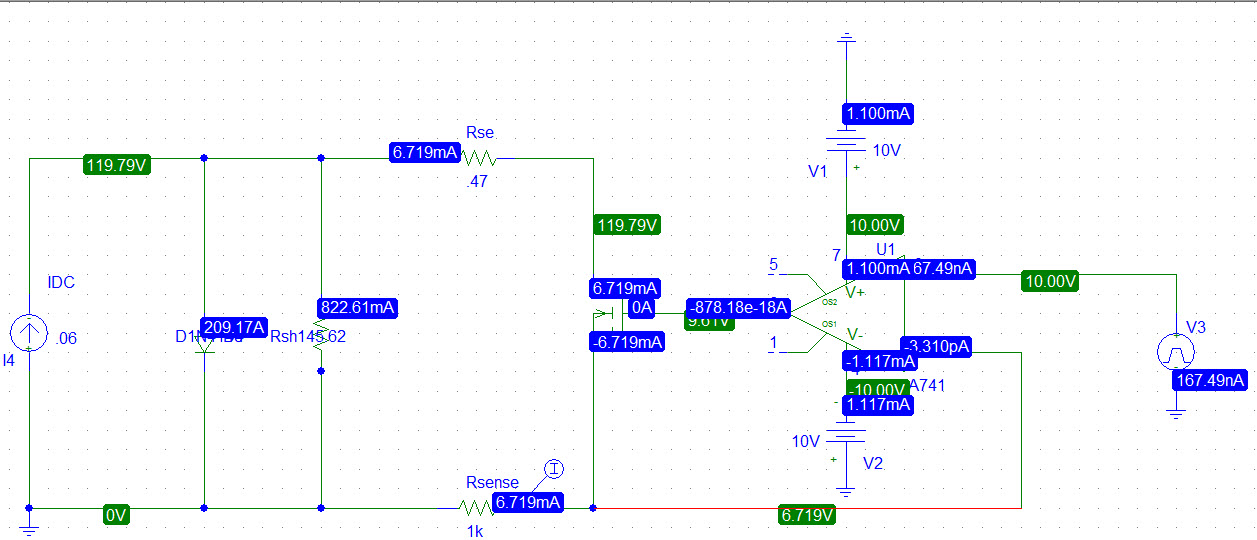 1.100mA
10V
V1
+
Rse
6.719mA
.47
119.79V
119.79V
10.00V
7
U1
5
1.100mA
67.49nA
10.00V
IDC
6.719mA
0A
V+
OS2
-878.18e-18A
9.61V
822.61mA
.06
I4
209.17A
Rsh145.62
OS1
V-
V3
-6.719mA
1
-3.310pA
-1.117mA
167.49nA
-10.00V
A741
1.117mA
10V
V2
+
Rsense
I
6.719mA
0V
6.719V
1k